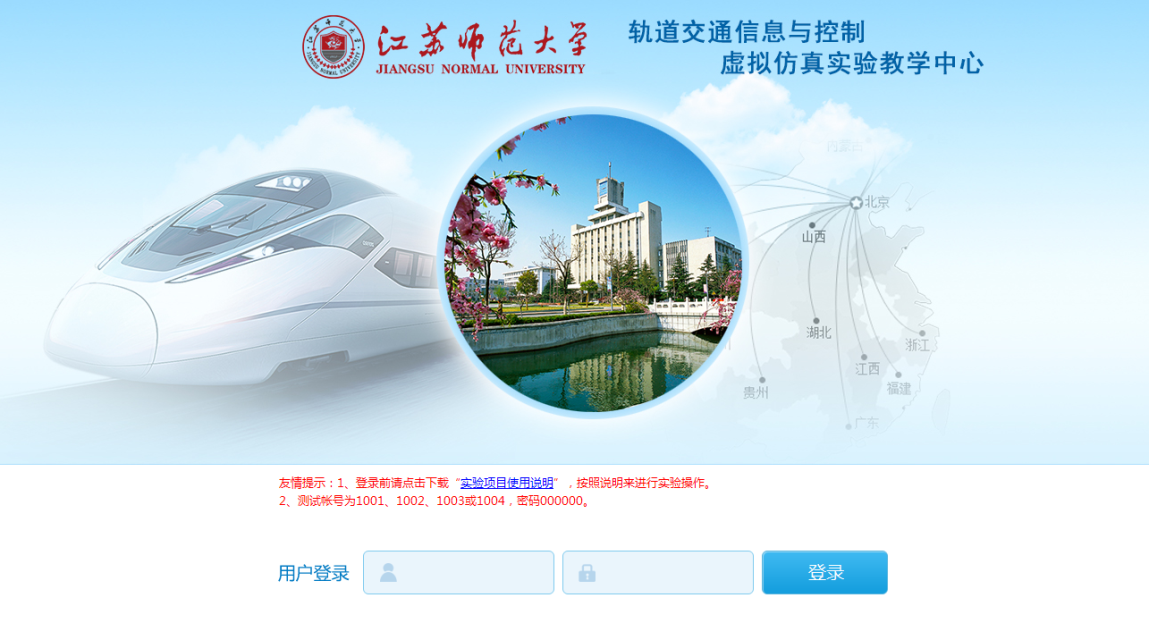 江苏师范大学
JIANGSU NORMAL UNIVERSITY
轨道交通信息与控制
虚拟仿真实验教学中心
内蒙古
北京
山西
湖北
浙江
江西
福建
贵州
广东
友情提示：1、登录前请点击下载“实验项目使用说明”，按照说明来进行实验操作。
2、测试帐号为1001、1002、1003或1004，密码000000。
用户登录
登录